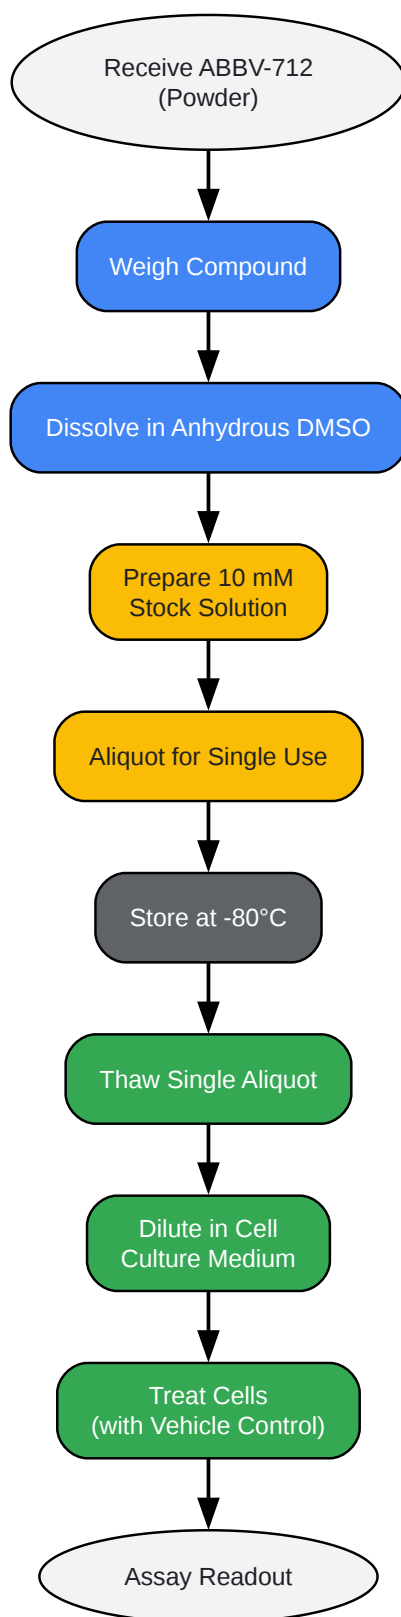 Receive ABBV-712
(Powder)
Weigh Compound
Dissolve in Anhydrous DMSO
Prepare 10 mM
Stock Solution
Aliquot for Single Use
Store at -80°C
Thaw Single Aliquot
Dilute in Cell
Culture Medium
Treat Cells
(with Vehicle Control)
Assay Readout